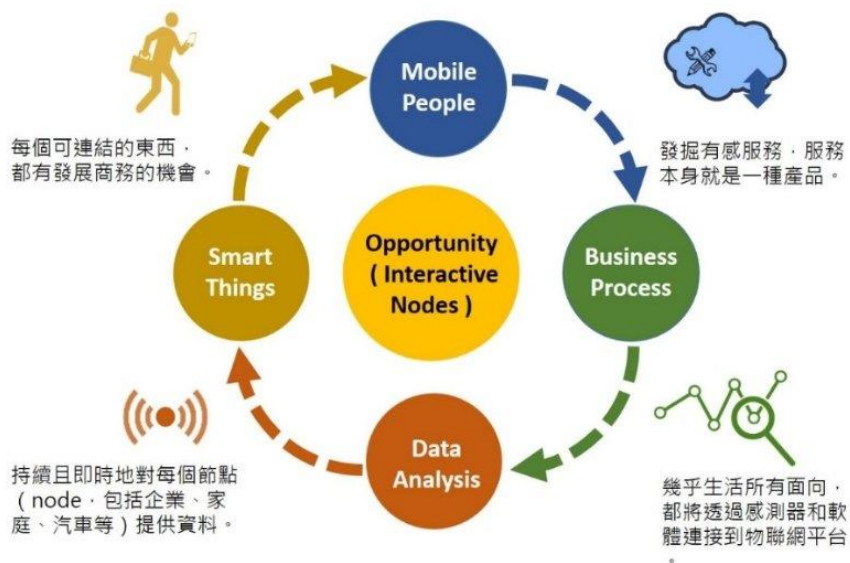 Mobile
People
每個可連結的東西，
都有發展商務的機會。
發掘有感服務，服務
本身就是一種產品。
Smart
Things
Opportunity
( Interactive
Nodes )
Business
Process
Data
Analysis
持續且即時地對每個節點
（node，包括企業、家
庭、汽車等）提供資料。
幾乎生活所有面向，
都將透過感測器和軟
體連接到物聯網平台
。